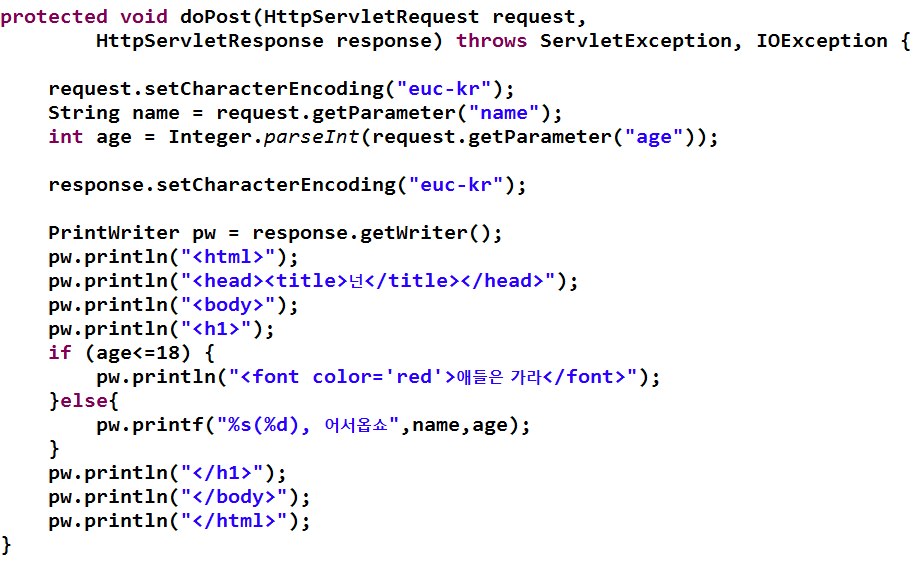 protected void doPost(HttpServletRequest request,
        HttpServletResponse response) throws ServletException, IOException {

    request.setCharacterEncoding("euc-kr");
    String name = request.getParameter("name");
    int age = Integer.parseInt(request.getParameter("age"));

    response.setCharacterEncoding("euc-kr");

    PrintWriter pw = response.getWriter();
    pw.println("<html>");
    pw.println("<head><title>넌</title></head>");
    pw.println("<body>");
    pw.println("<h1>");
    if (age<=18) {
        pw.println("<font color='red'>애들은 가라</font>");
    }else{
        pw.printf("%s(%d), 어서옵쇼",name,age);
    }
    pw.println("</h1>");
    pw.println("</body>");
    pw.println("</html>");
}